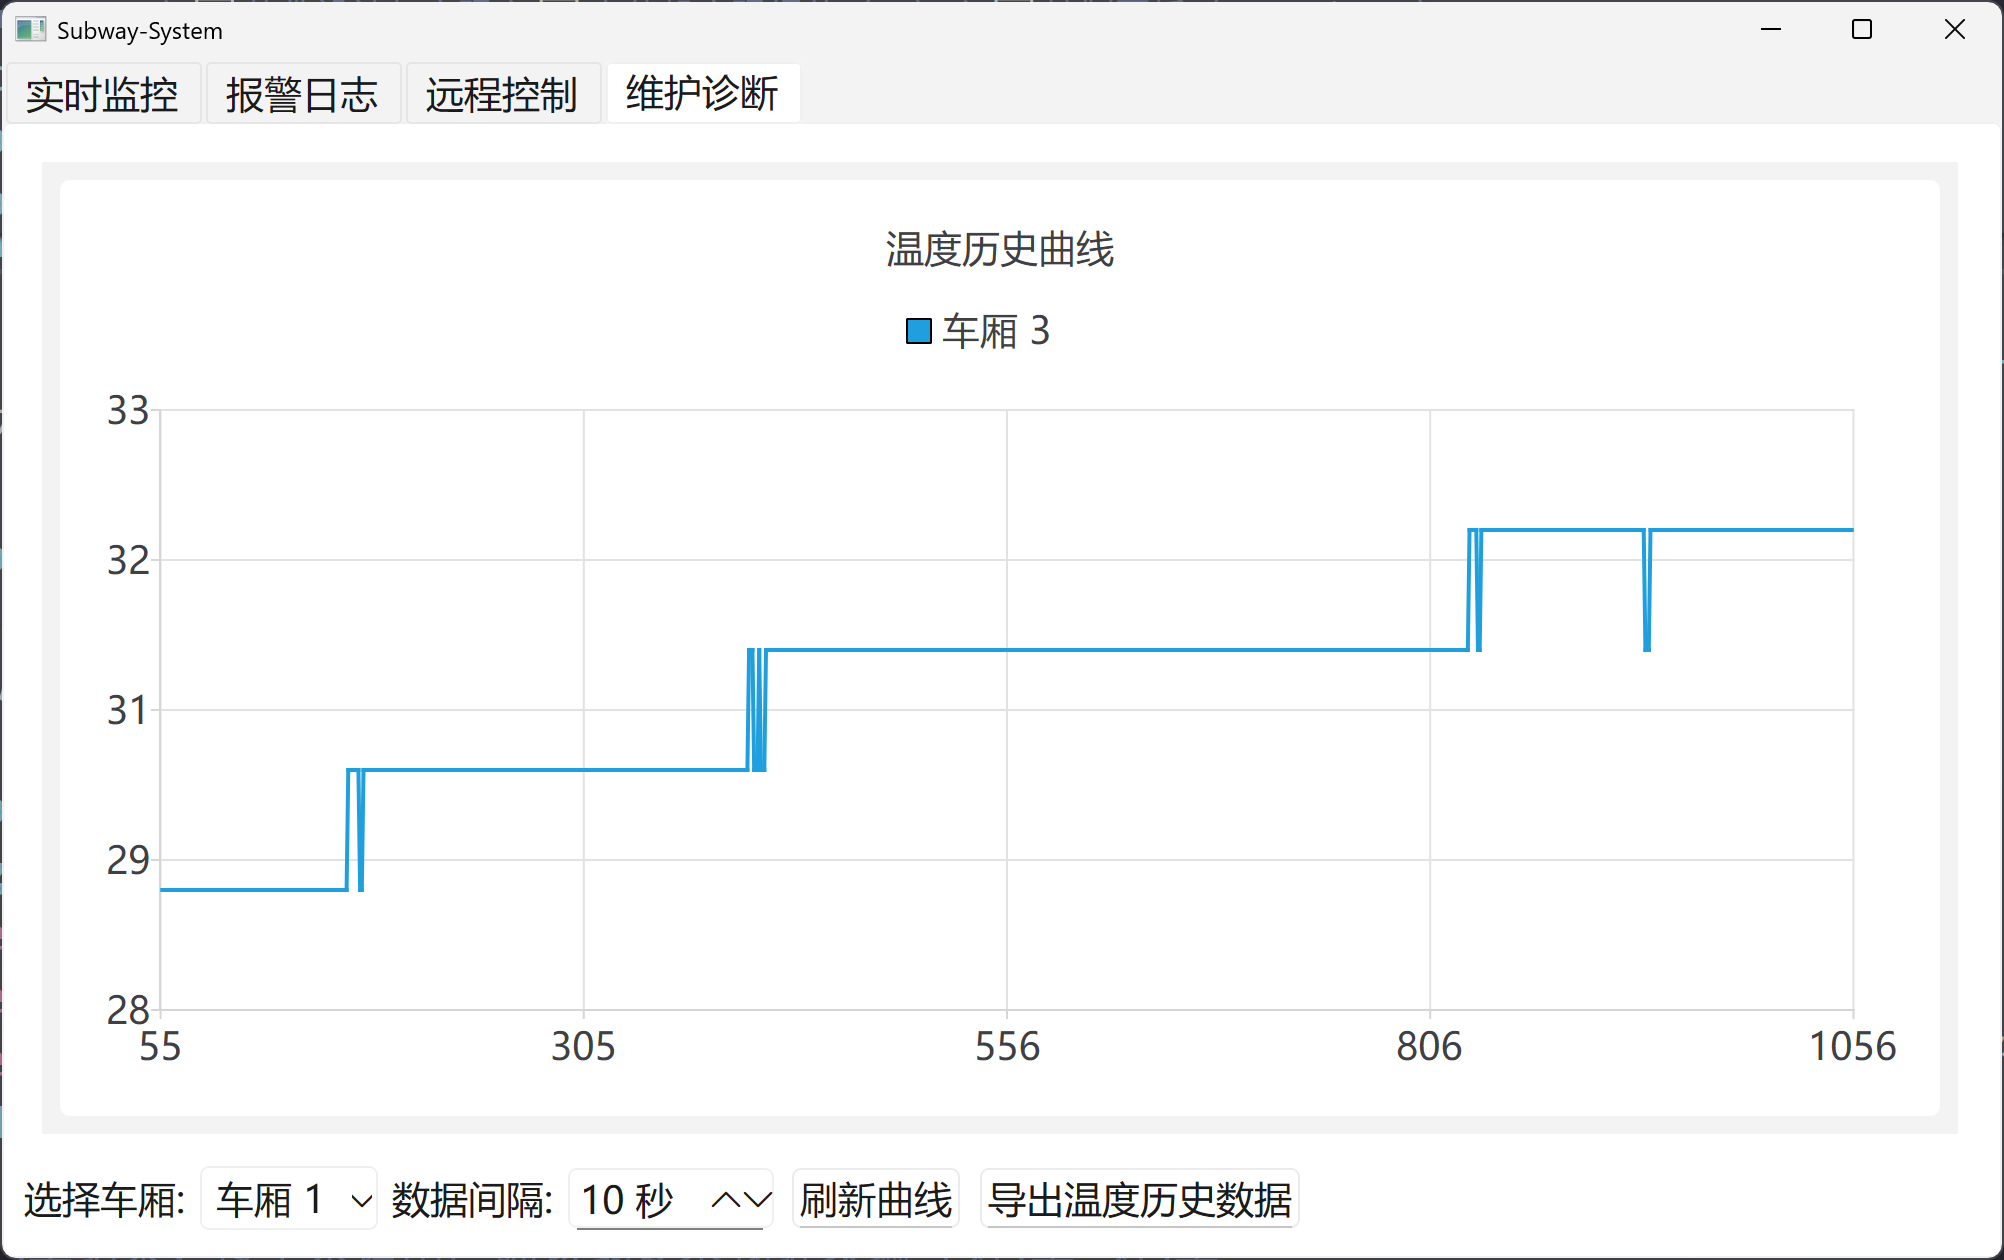 Subway-System
实时监控 报警日志 远程控制 维护诊断
温度历史曲线
车厢 3
33
32
31
29
28
55 305 556 806 1056
选择车厢: 车厢 1 数据间隔: 10 秒 刷新曲线 导出温度历史数据